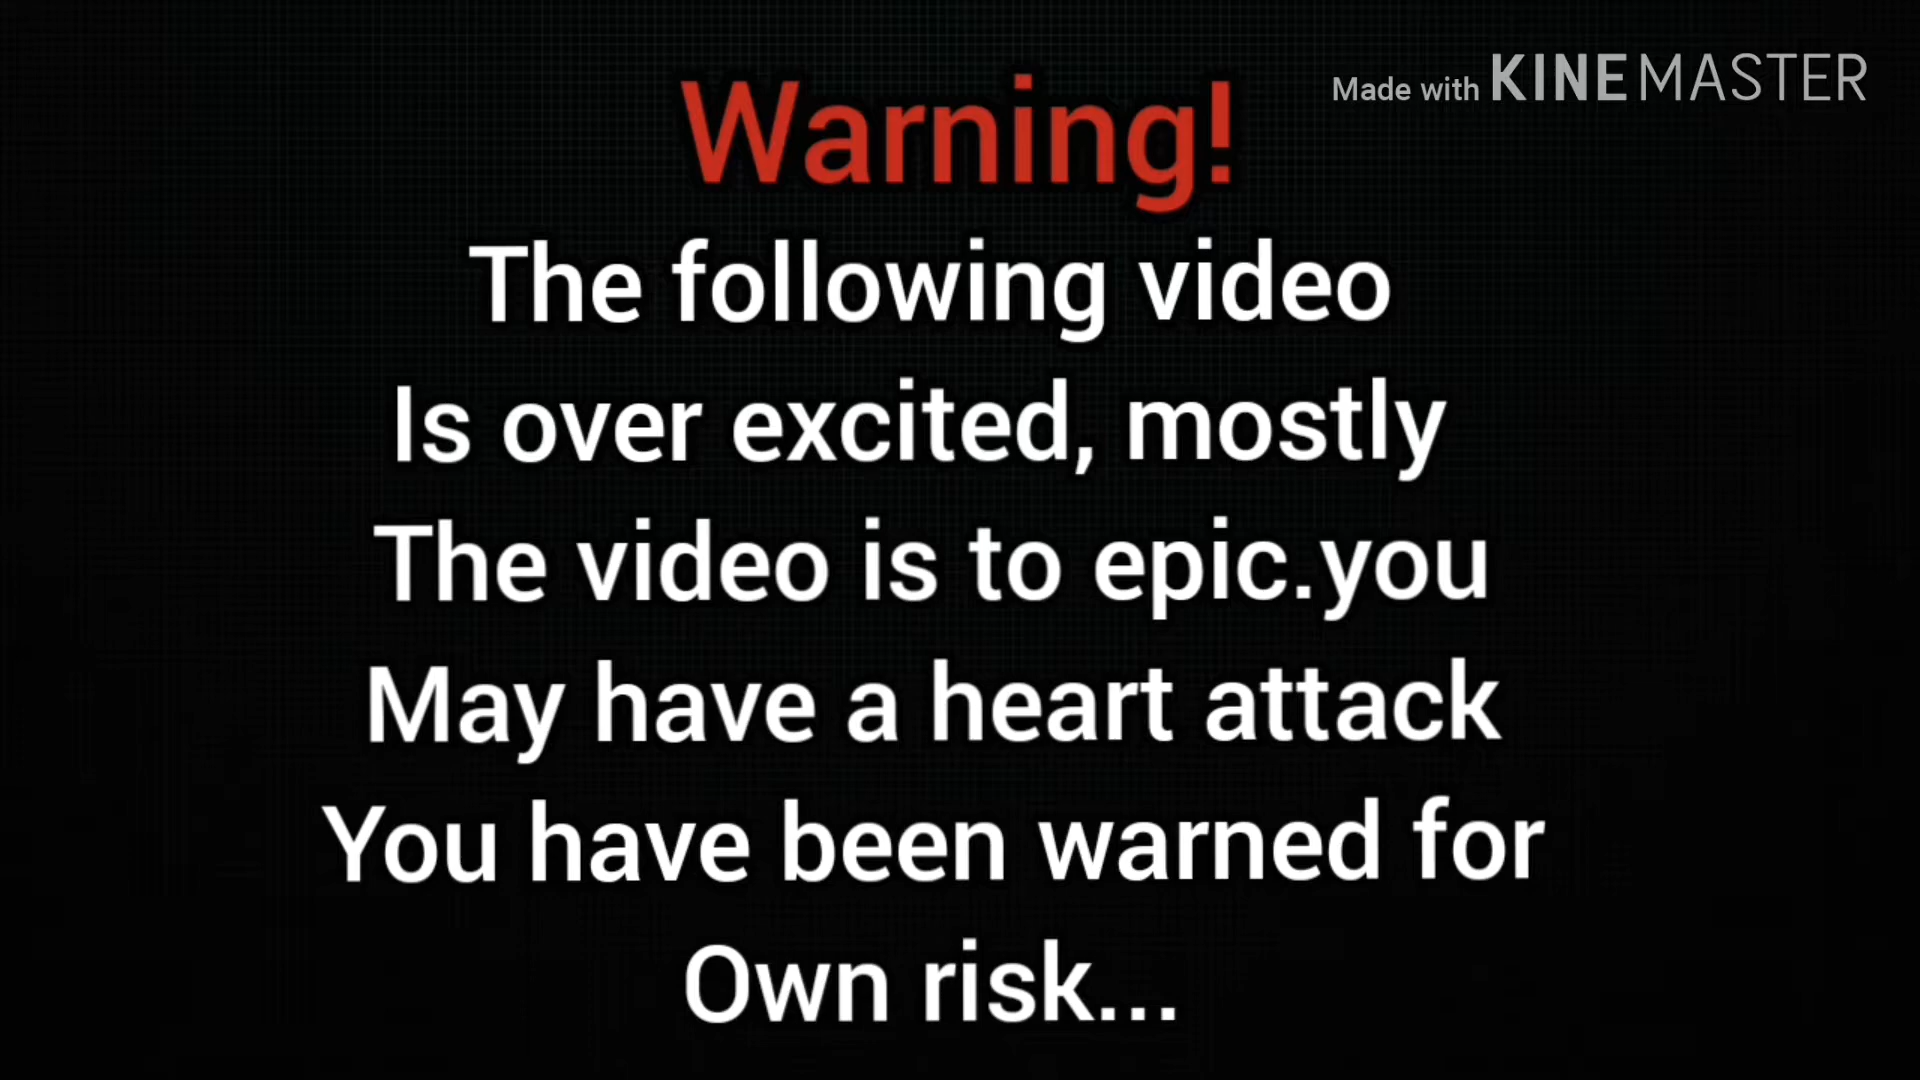 Made with KINEMASTER
Warning!
The following video
Is over excited, mostly
The video is to epic.you
May have a heart attack
You have been warned for
Own risk...